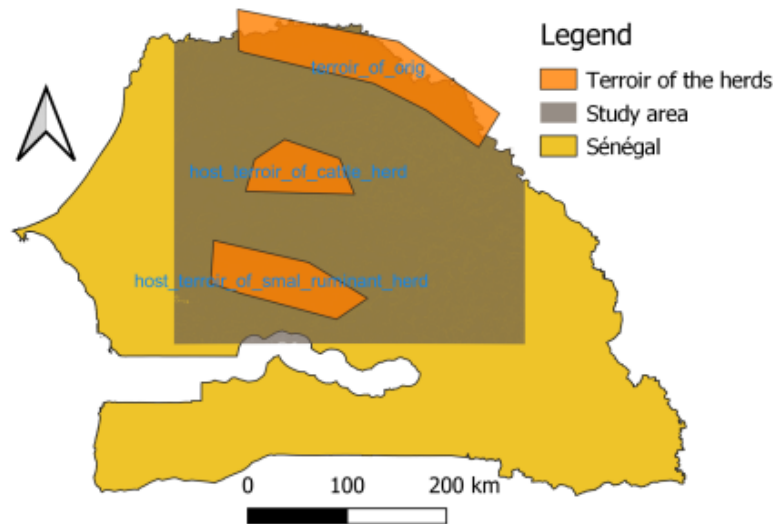 Legend
Terroir of the herds
Study area
Sénégal
terroir_of_orig
host_terroir_of_cattle_herd
host_terroir_of_smal_ruminant_herd
0 100 200 km